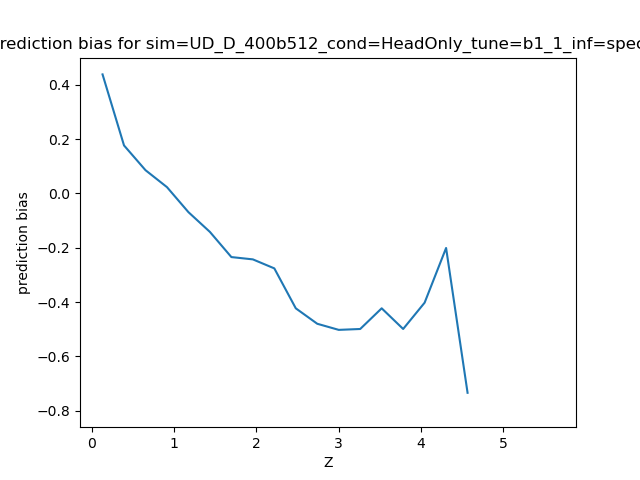 rediction bias for sim=UD_D_400b512_cond=HeadOnly_tune=b1_1_inf=spec
0.4
0.2
0.0
−0.2
−0.4
−0.6
−0.8
prediction bias
0 1 2 3 4 5
Z